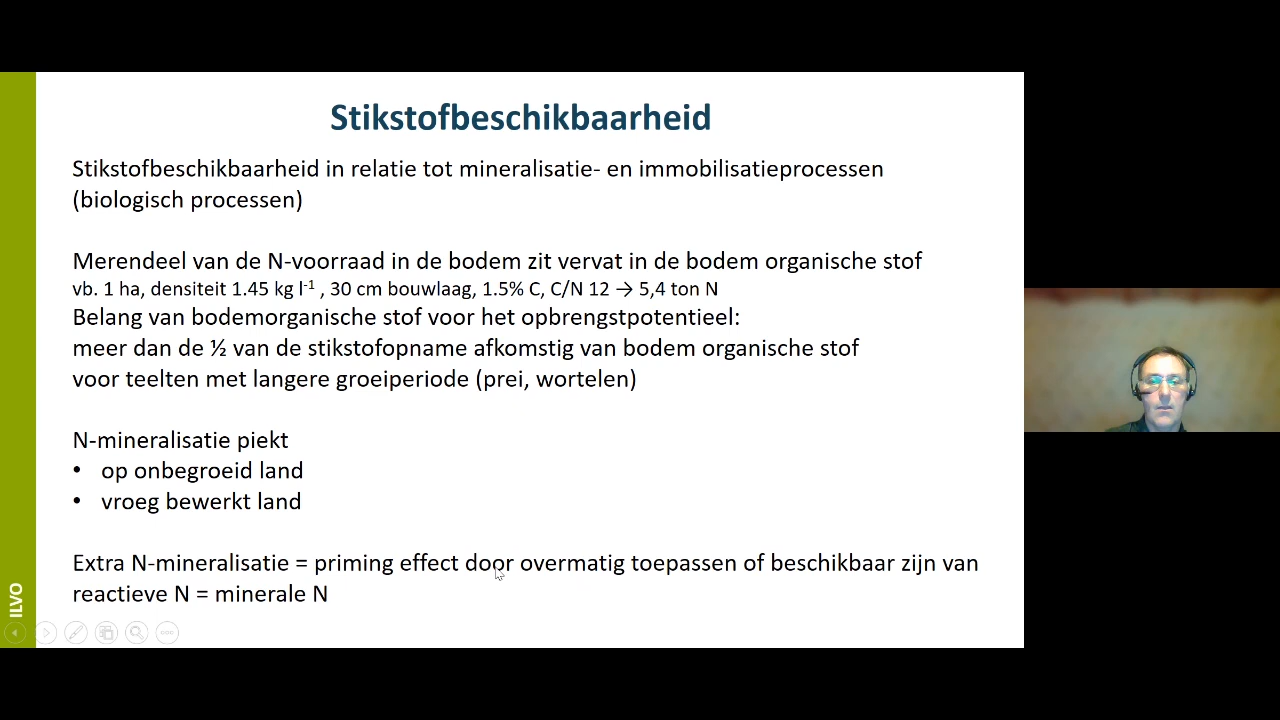 Stikstofbeschikbaarheid
Stikstofbeschikbaarheid in relatie tot mineralisatie- en immobilisatieprocessen
(biologisch processen)
Merendeel van de N-voorraad in de bodem zit vervat in de bodem organische stof
vb. 1 ha, densiteit 1.45 kg l⁻¹ , 30 cm bouwlaag, 1.5% C, C/N 12 → 5,4 ton N
Belang van bodemorganische stof voor het opbrengstpotentieel:
meer dan de ½ van de stikstofopname afkomstig van bodem organische stof
voor teelten met langere groeiperiode (prei, wortelen)
N-mineralisatie piekt
• op onbegroeid land
• vroeg bewerkt land
Extra N-mineralisatie = priming effect door overmatig toepassen of beschikbaar zijn van
reactieve N = minerale N
ILVO